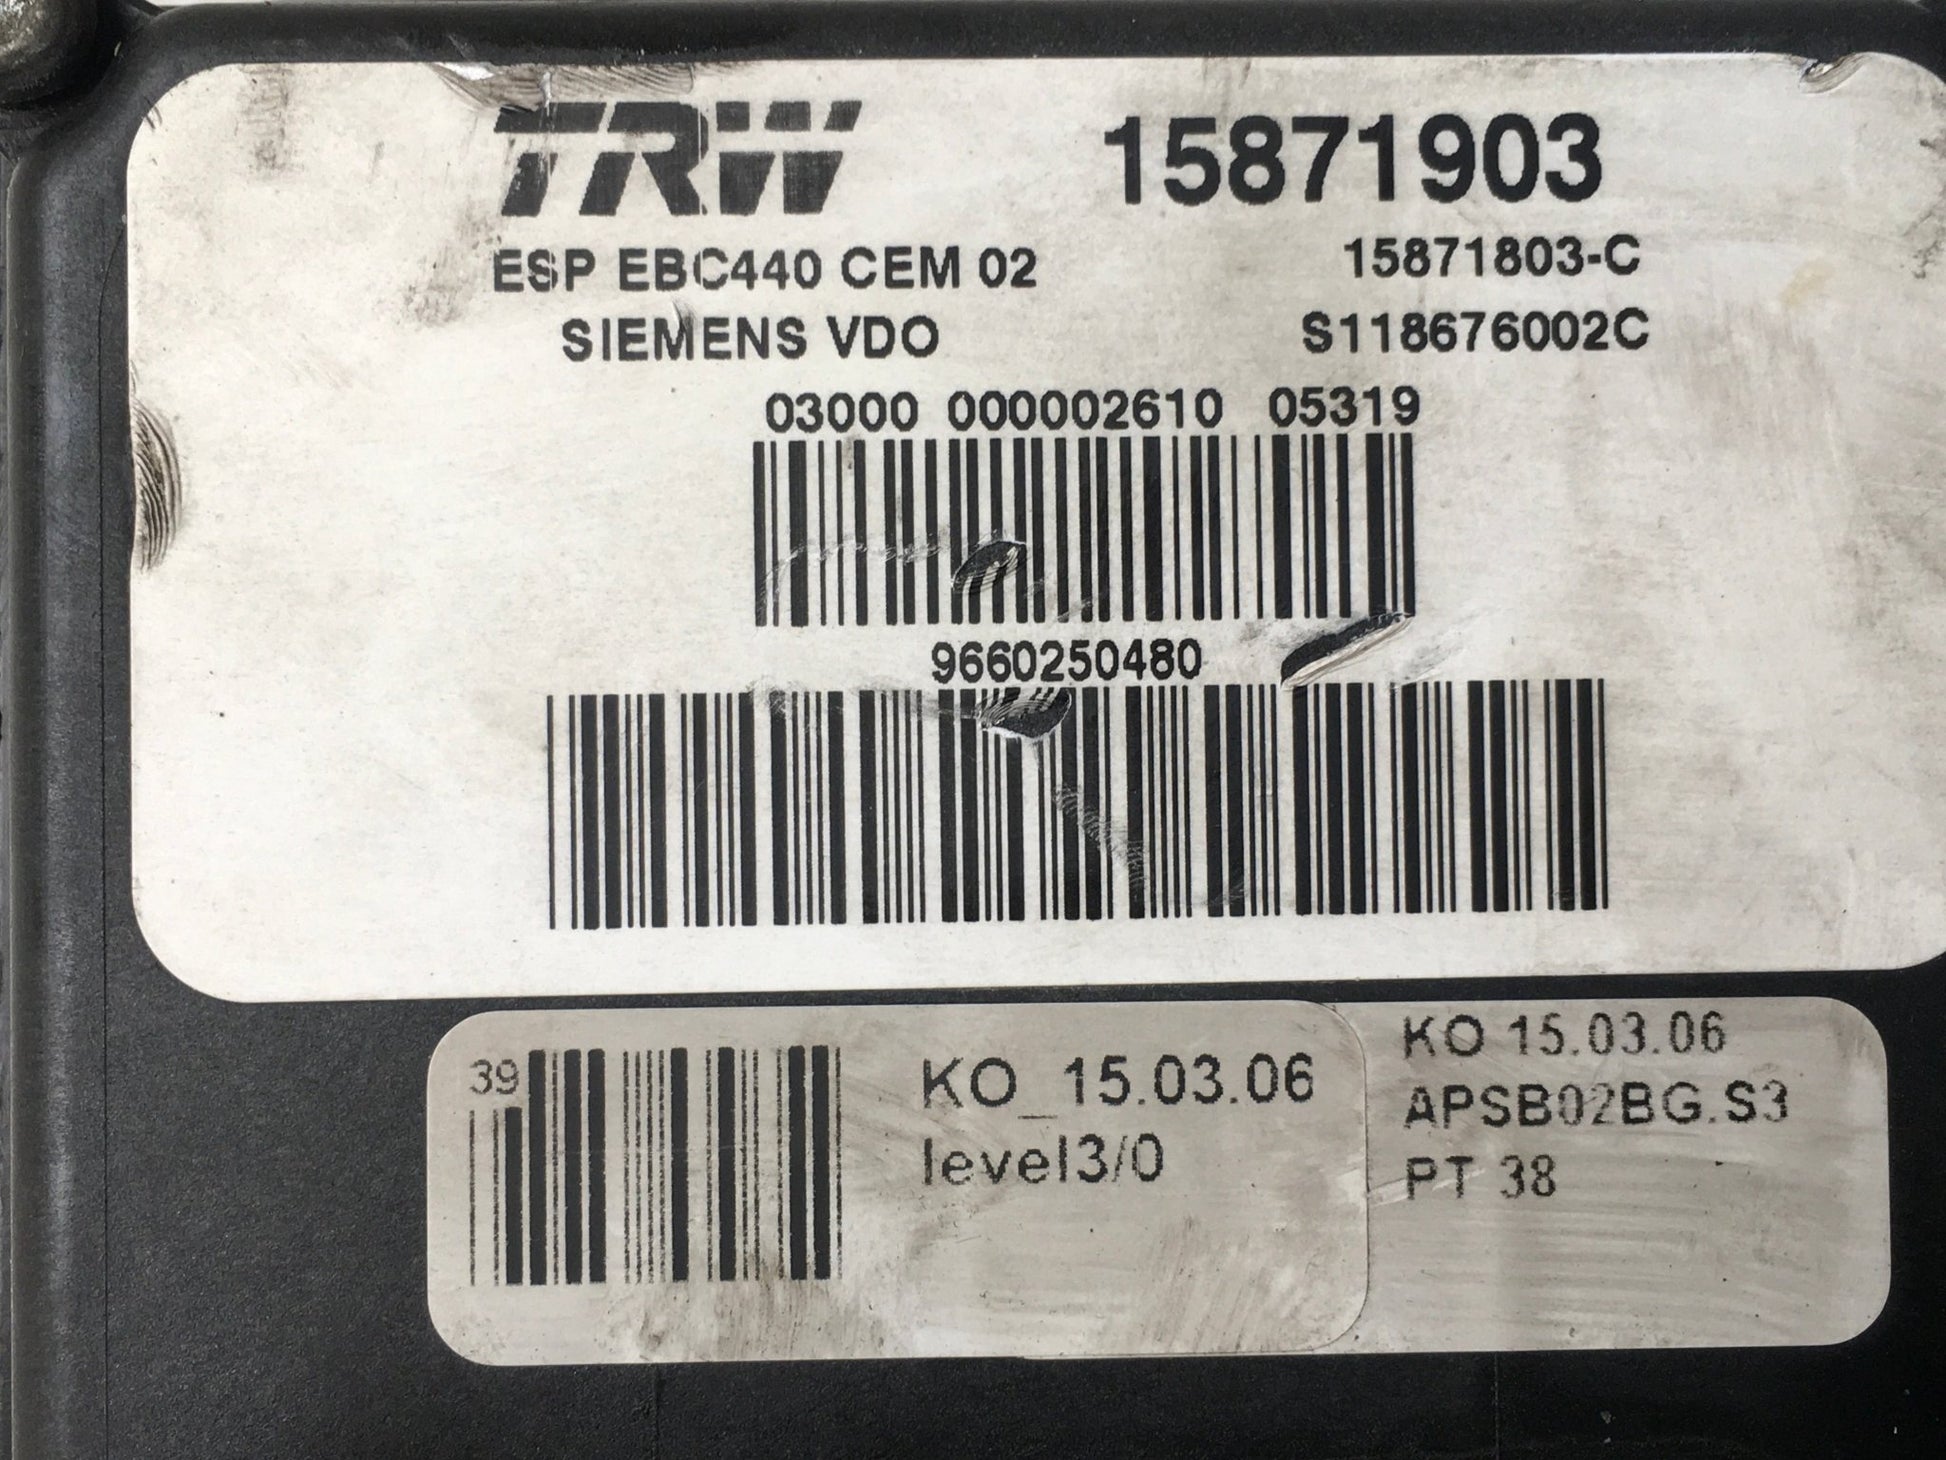 TRW 15871903
ESP EBC440 CEM 02 15871803-C
SIEMENS VDO S118676002C
03000 000002610 05319
9660250480
39
KO_15.03.06
level3/0
KO 15.03.06
APSB02BG.S3
PT 38